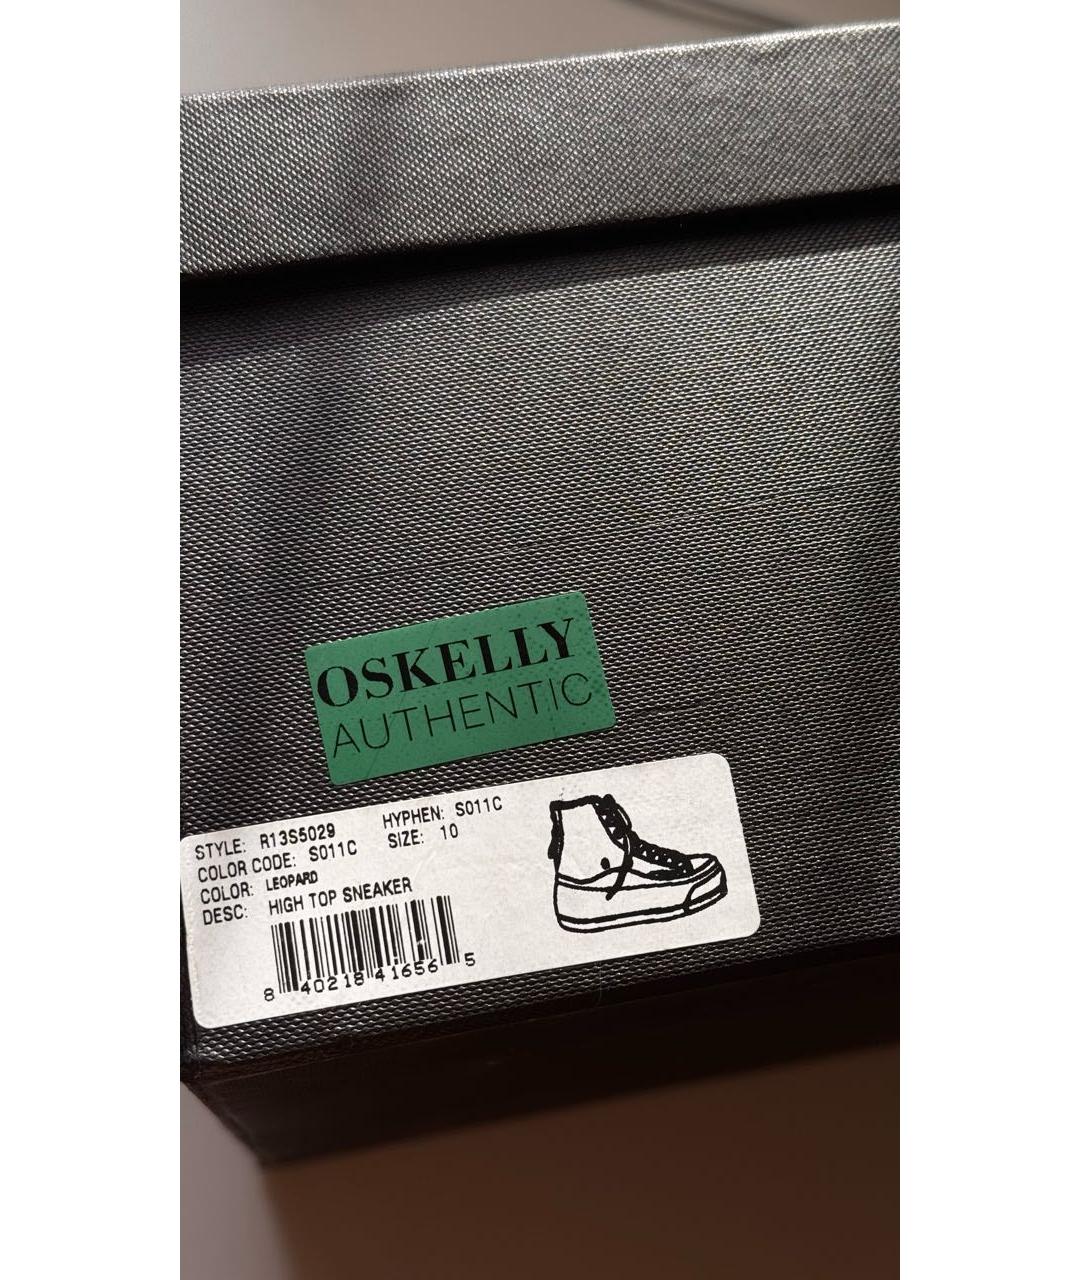 OSKELLY
AUTHENTIC
STYLE: R13S5029 HYPHEN: S011C
COLOR CODE: S011C SIZE: 10
COLOR: LEOPARD
DESC: HIGH TOP SNEAKER
8 40218 41656 5